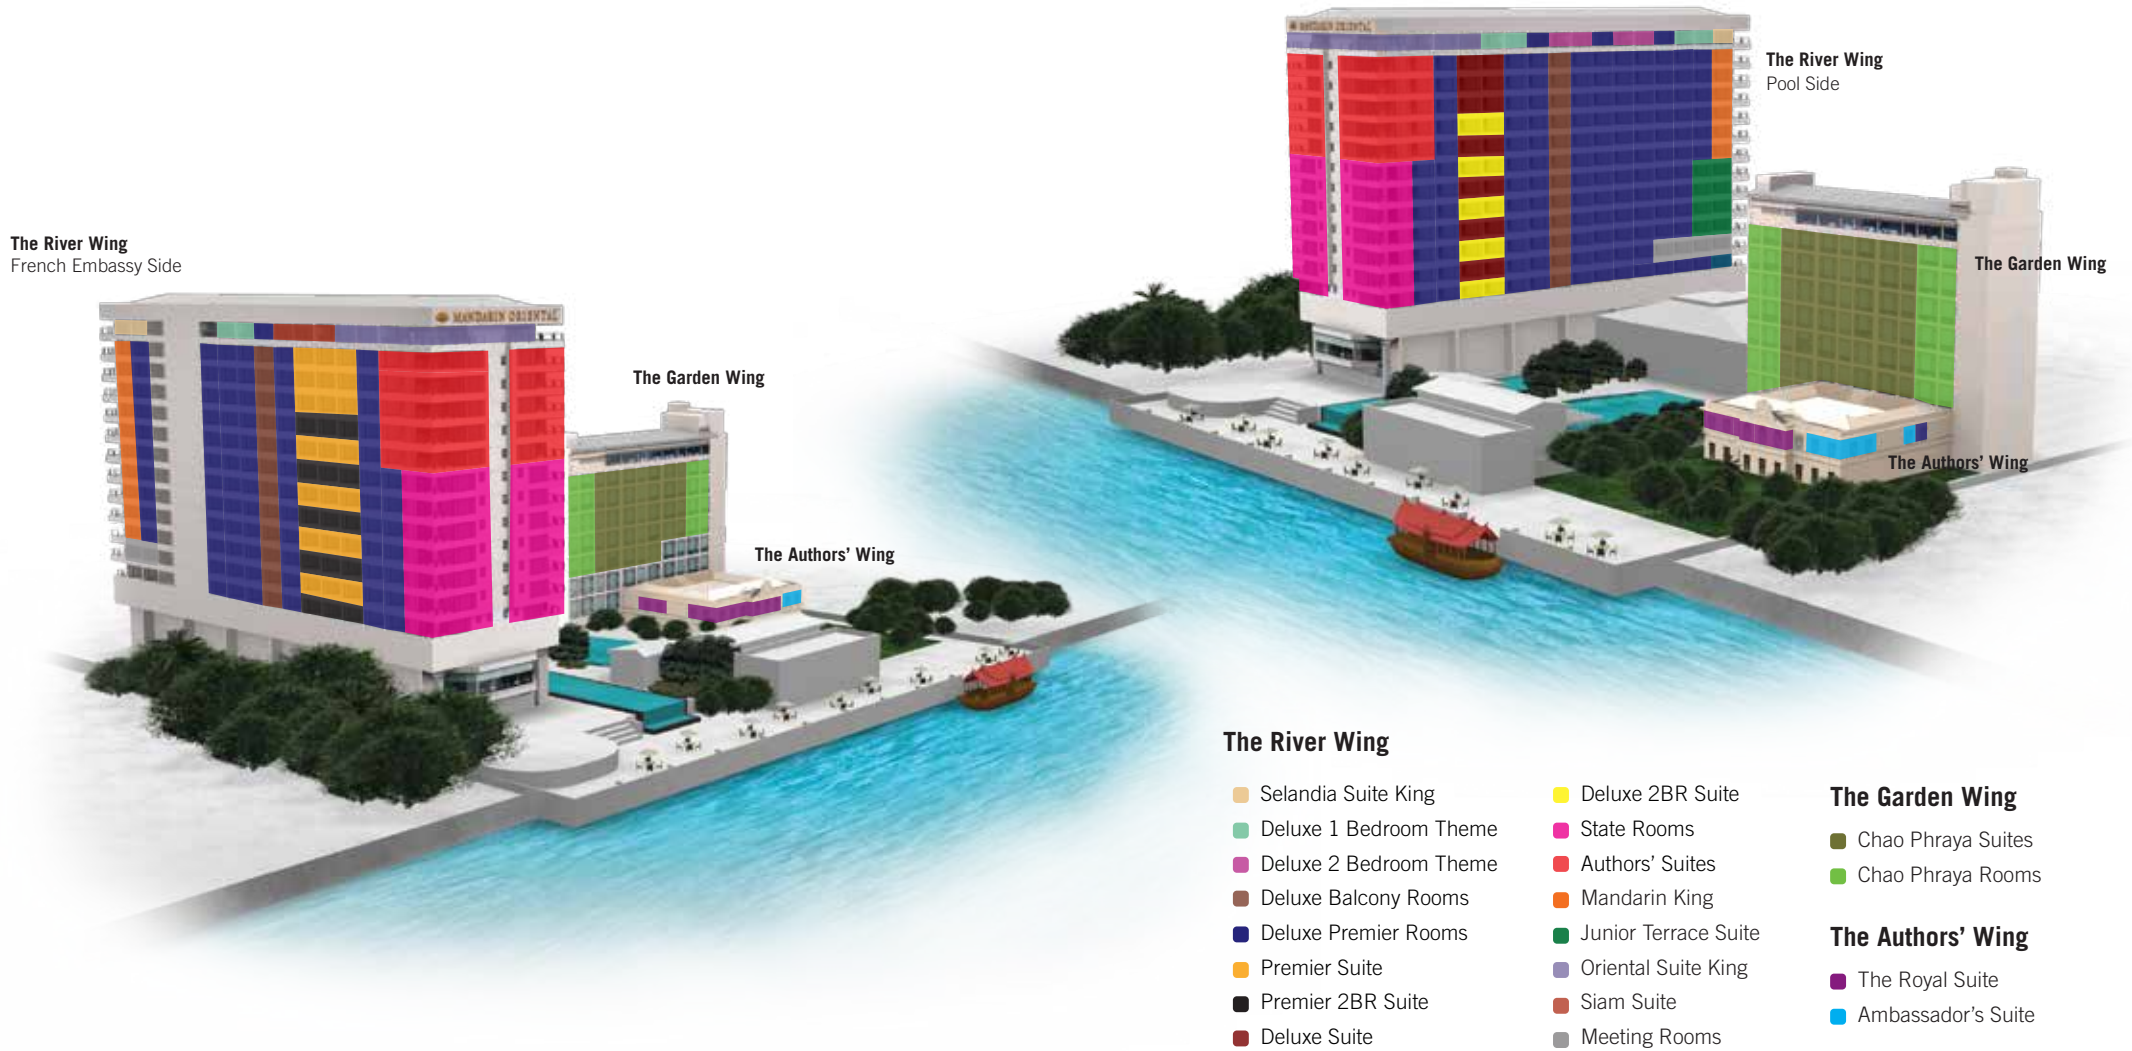 MANDARIN ORIENTAL
The River Wing
Pool Side
The Garden Wing
The Authors' Wing
The River Wing
French Embassy Side
MANDARIN ORIENTAL
The Garden Wing
The Authors' Wing
The River Wing
Selandia Suite King
Deluxe 1 Bedroom Theme
Deluxe 2 Bedroom Theme
Deluxe Balcony Rooms
Deluxe Premier Rooms
Premier Suite
Premier 2BR Suite
Deluxe Suite
Deluxe 2BR Suite
State Rooms
Authors' Suites
Mandarin King
Junior Terrace Suite
Oriental Suite King
Siam Suite
Meeting Rooms
The Garden Wing
Chao Phraya Suites
Chao Phraya Rooms
The Authors' Wing
The Royal Suite
Ambassador's Suite